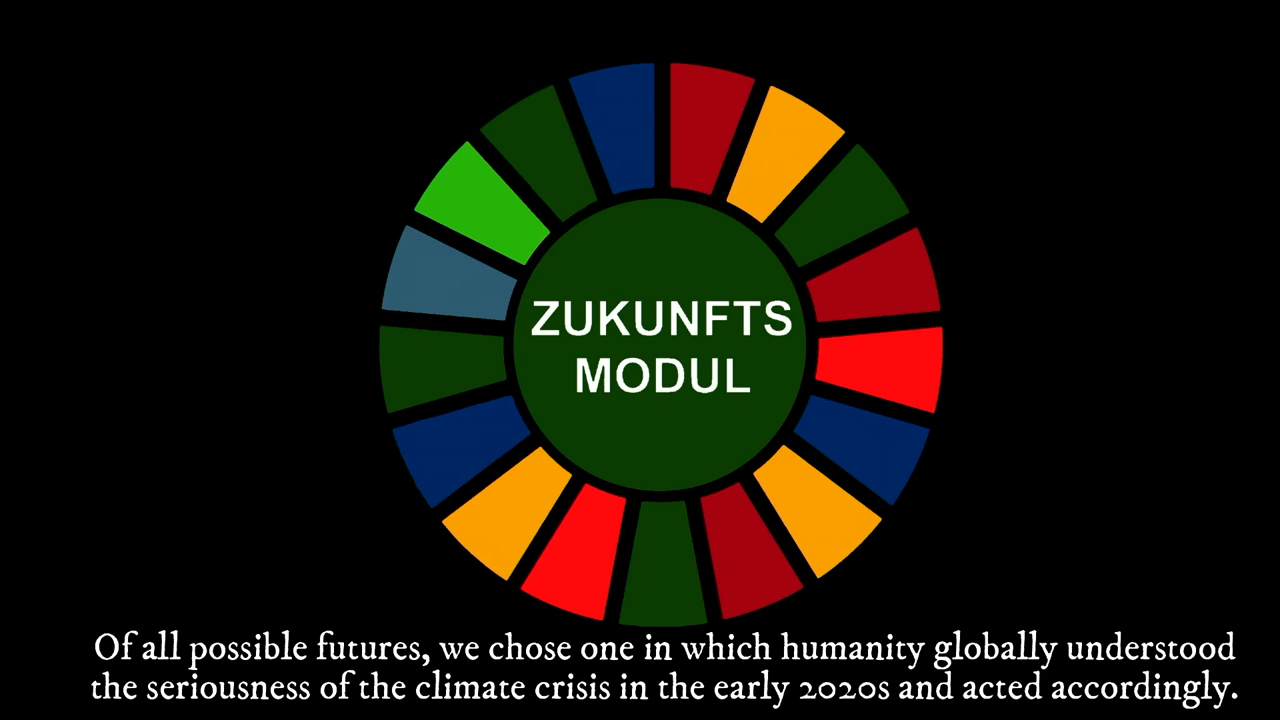 ZUKUNFTS
MODUL
Of all possible futures, we chose one in which humanity globally understood
the seriousness of the climate crisis in the early 2020s and acted accordingly.